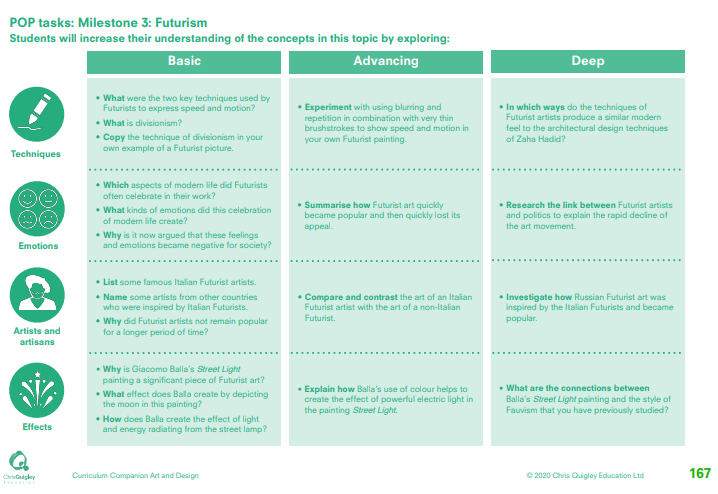 POP tasks: Milestone 3: Futurism
Students will increase their understanding of the concepts in this topic by exploring:
Basic
Advancing
Deep
Techniques
• What were the two key techniques used by
Futurists to express speed and motion?
• What is divisionism?
• Copy the technique of divisionism in your
own example of a Futurist picture.
• Experiment with using blurring and
repetition in combination with very thin
brushstrokes to show speed and motion in
your own Futurist painting.
• In which ways do the techniques of
Futurist artists produce a similar modern
feel to the architectural design techniques
of Zaha Hadid?
Emotions
• Which aspects of modern life did Futurists
often celebrate in their work?
• What kinds of emotions did this celebration
of modern life create?
• Why is it now argued that these feelings
and emotions became negative for society?
• Summarise how Futurist art quickly
became popular and then quickly lost its
appeal.
• Research the link between Futurist artists
and politics to explain the rapid decline of
the art movement.
Artists and
artisans
• List some famous Italian Futurist artists.
• Name some artists from other countries
who were inspired by Italian Futurists.
• Why did Futurist artists not remain popular
for a longer period of time?
• Compare and contrast the art of an Italian
Futurist artist with the art of a non-Italian
Futurist.
• Investigate how Russian Futurist art was
inspired by the Italian Futurists and became
popular.
Effects
• Why is Giacomo Balla's Street Light
painting a significant piece of Futurist art?
• What effect does Balla create by depicting
the moon in this painting?
• How does Balla create the effect of light
and energy radiating from the street lamp?
• Explain how Balla's use of colour helps to
create the effect of powerful electric light in
the painting Street Light.
• What are the connections between
Balla's Street Light painting and the style of
Fauvism that you have previously studied?
ChrisQuigley
Education
Curriculum Companion Art and Design
© 2020 Chris Quigley Education Ltd
167